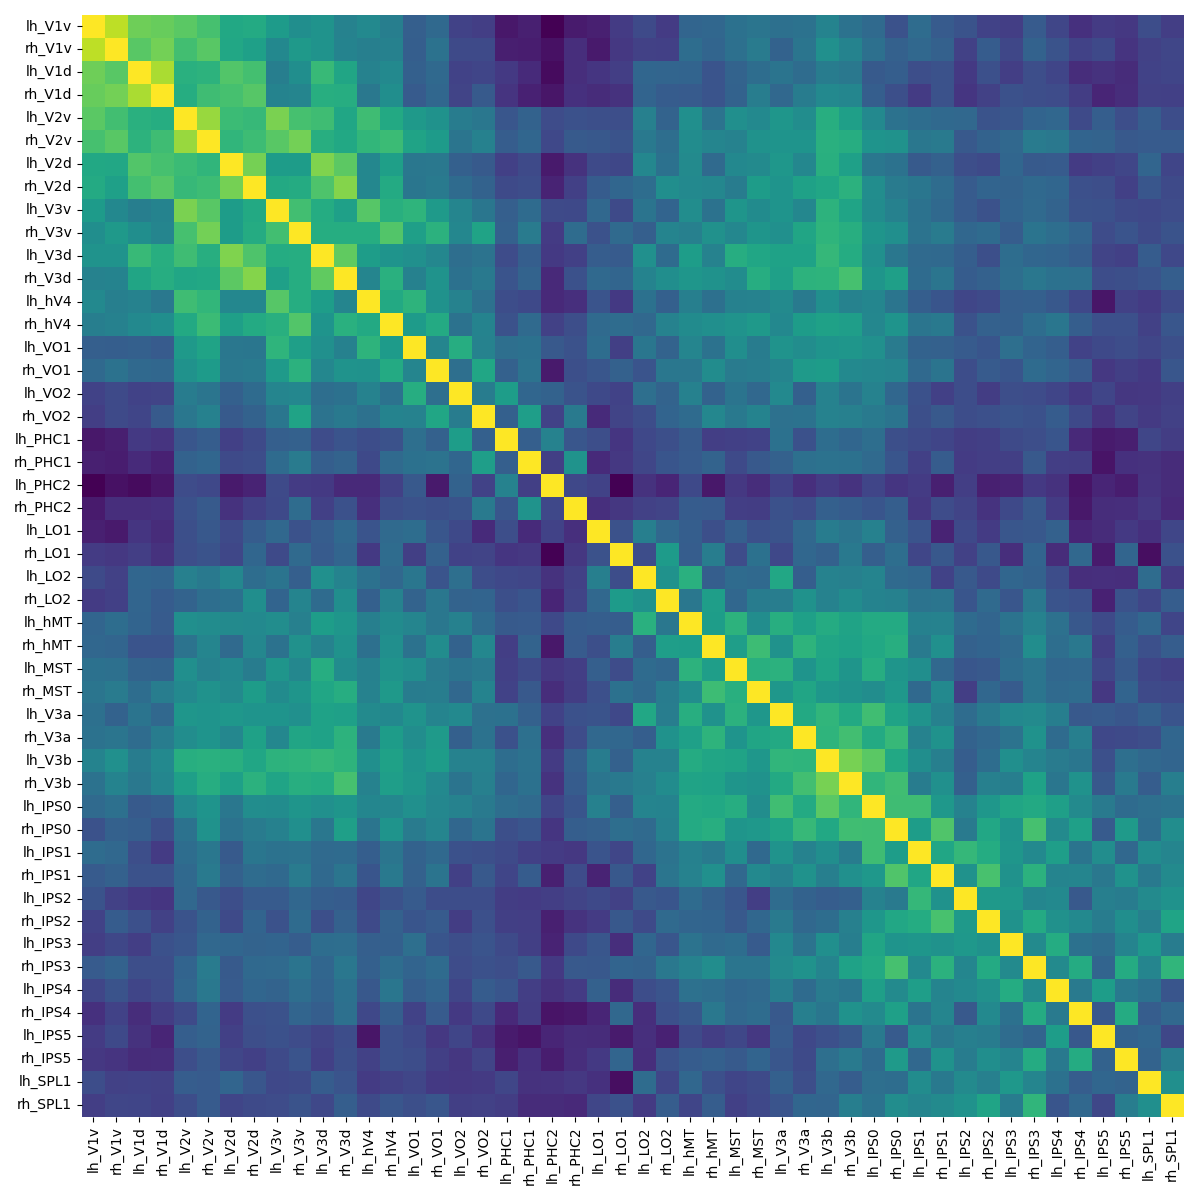 lh_V1v
rh_V1v
lh_V1d
rh_V1d
lh_V2v
rh_V2v
lh_V2d
rh_V2d
lh_V3v
rh_V3v
lh_V3d
rh_V3d
lh_hV4
rh_hV4
lh_VO1
rh_VO1
lh_VO2
rh_VO2
lh_PHC1
rh_PHC1
lh_PHC2
rh_PHC2
lh_LO1
rh_LO1
lh_LO2
rh_LO2
lh_hMT
rh_hMT
lh_MST
rh_MST
lh_V3a
rh_V3a
lh_V3b
rh_V3b
lh_IPS0
rh_IPS0
lh_IPS1
rh_IPS1
lh_IPS2
rh_IPS2
lh_IPS3
rh_IPS3
lh_IPS4
rh_IPS4
lh_IPS5
rh_IPS5
lh_SPL1
rh_SPL1
lh_V1v
rh_V1v
lh_V1d
rh_V1d
lh_V2v
rh_V2v
lh_V2d
rh_V2d
lh_V3v
rh_V3v
lh_V3d
rh_V3d
lh_hV4
rh_hV4
lh_VO1
rh_VO1
lh_VO2
rh_VO2
lh_PHC1
rh_PHC1
lh_PHC2
rh_PHC2
lh_LO1
rh_LO1
lh_LO2
rh_LO2
lh_hMT
rh_hMT
lh_MST
rh_MST
lh_V3a
rh_V3a
lh_V3b
rh_V3b
lh_IPS0
rh_IPS0
lh_IPS1
rh_IPS1
lh_IPS2
rh_IPS2
lh_IPS3
rh_IPS3
lh_IPS4
rh_IPS4
lh_IPS5
rh_IPS5
lh_SPL1
rh_SPL1